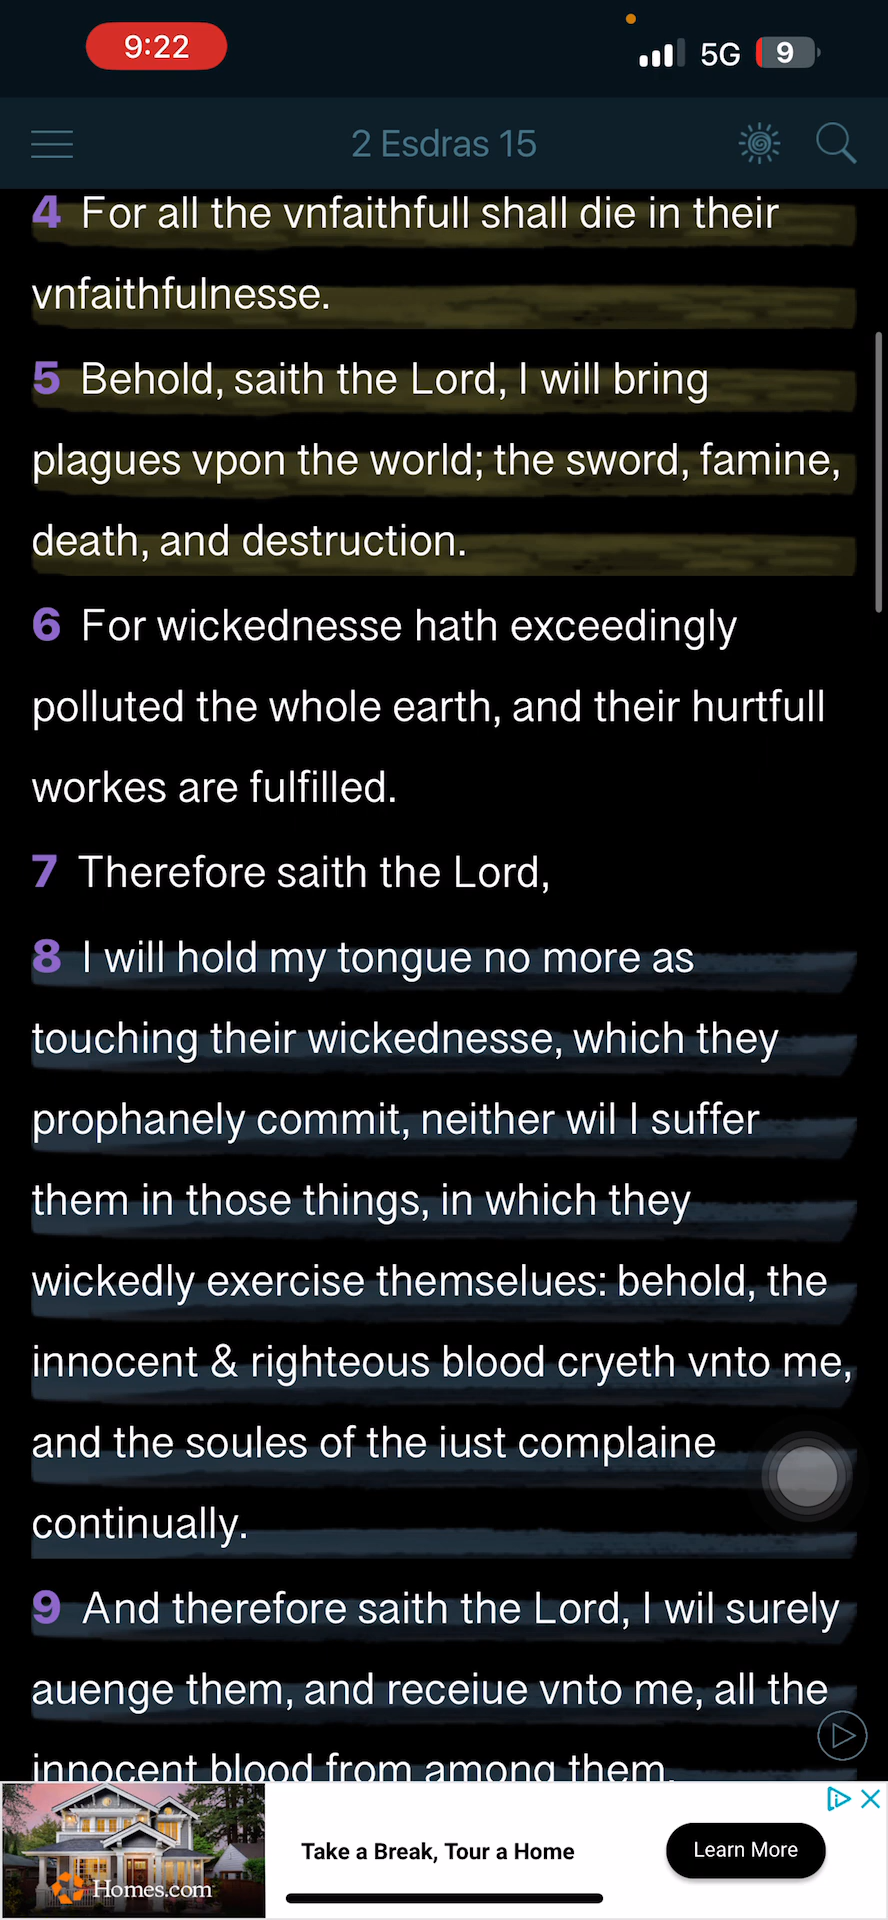 9:22
5G 9
2 Esdras 15
4 For all the vnfaithfull shall die in their
vnfaithfulnesse.
5 Behold, saith the Lord, I will bring
plagues vpon the world; the sword, famine,
death, and destruction.
6 For wickednesse hath exceedingly
polluted the whole earth, and their hurtfull
workes are fulfilled.
7 Therefore saith the Lord,
8 I will hold my tongue no more as
touching their wickednesse, which they
prophanely commit, neither wil I suffer
them in those things, in which they
wickedly exercise themselues: behold, the
innocent & righteous blood cryeth vnto me,
and the soules of the iust complaine
continually.
9 And therefore saith the Lord, I wil surely
auenge them, and receiue vnto me, all the
innocent blood from among them.
Take a Break, Tour a Home
Learn More
Homes.com